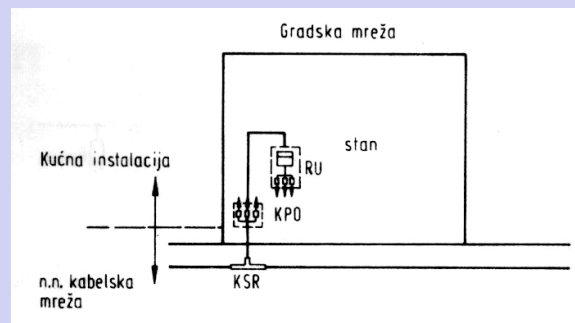 Gradska mreža
stan
Kućna instalacija
RU
KPO
n.n. kabelska
mreža
KSR